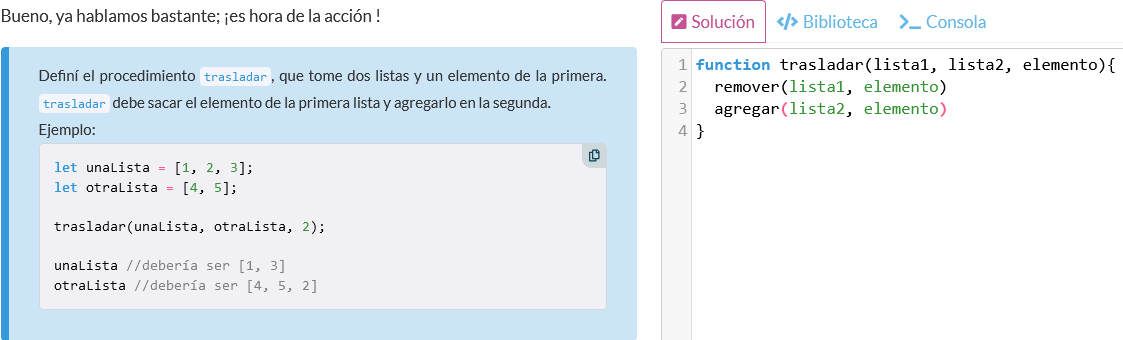 Bueno, ya hablamos bastante; ¡es hora de la acción !
Definí el procedimiento trasladar, que tome dos listas y un elemento de la primera.
trasladar debe sacar el elemento de la primera lista y agregarlo en la segunda.
Ejemplo:
let unaLista = [1, 2, 3];
let otraLista = [4, 5];
trasladar(unaLista, otraLista, 2);
unaLista //debería ser [1, 3]
otraLista //debería ser [4, 5, 2]
Solución </> Biblioteca >_ Consola
1 function trasladar(lista1, lista2, elemento){
2 remover(lista1, elemento)
3 agregar(lista2, elemento)
4 }